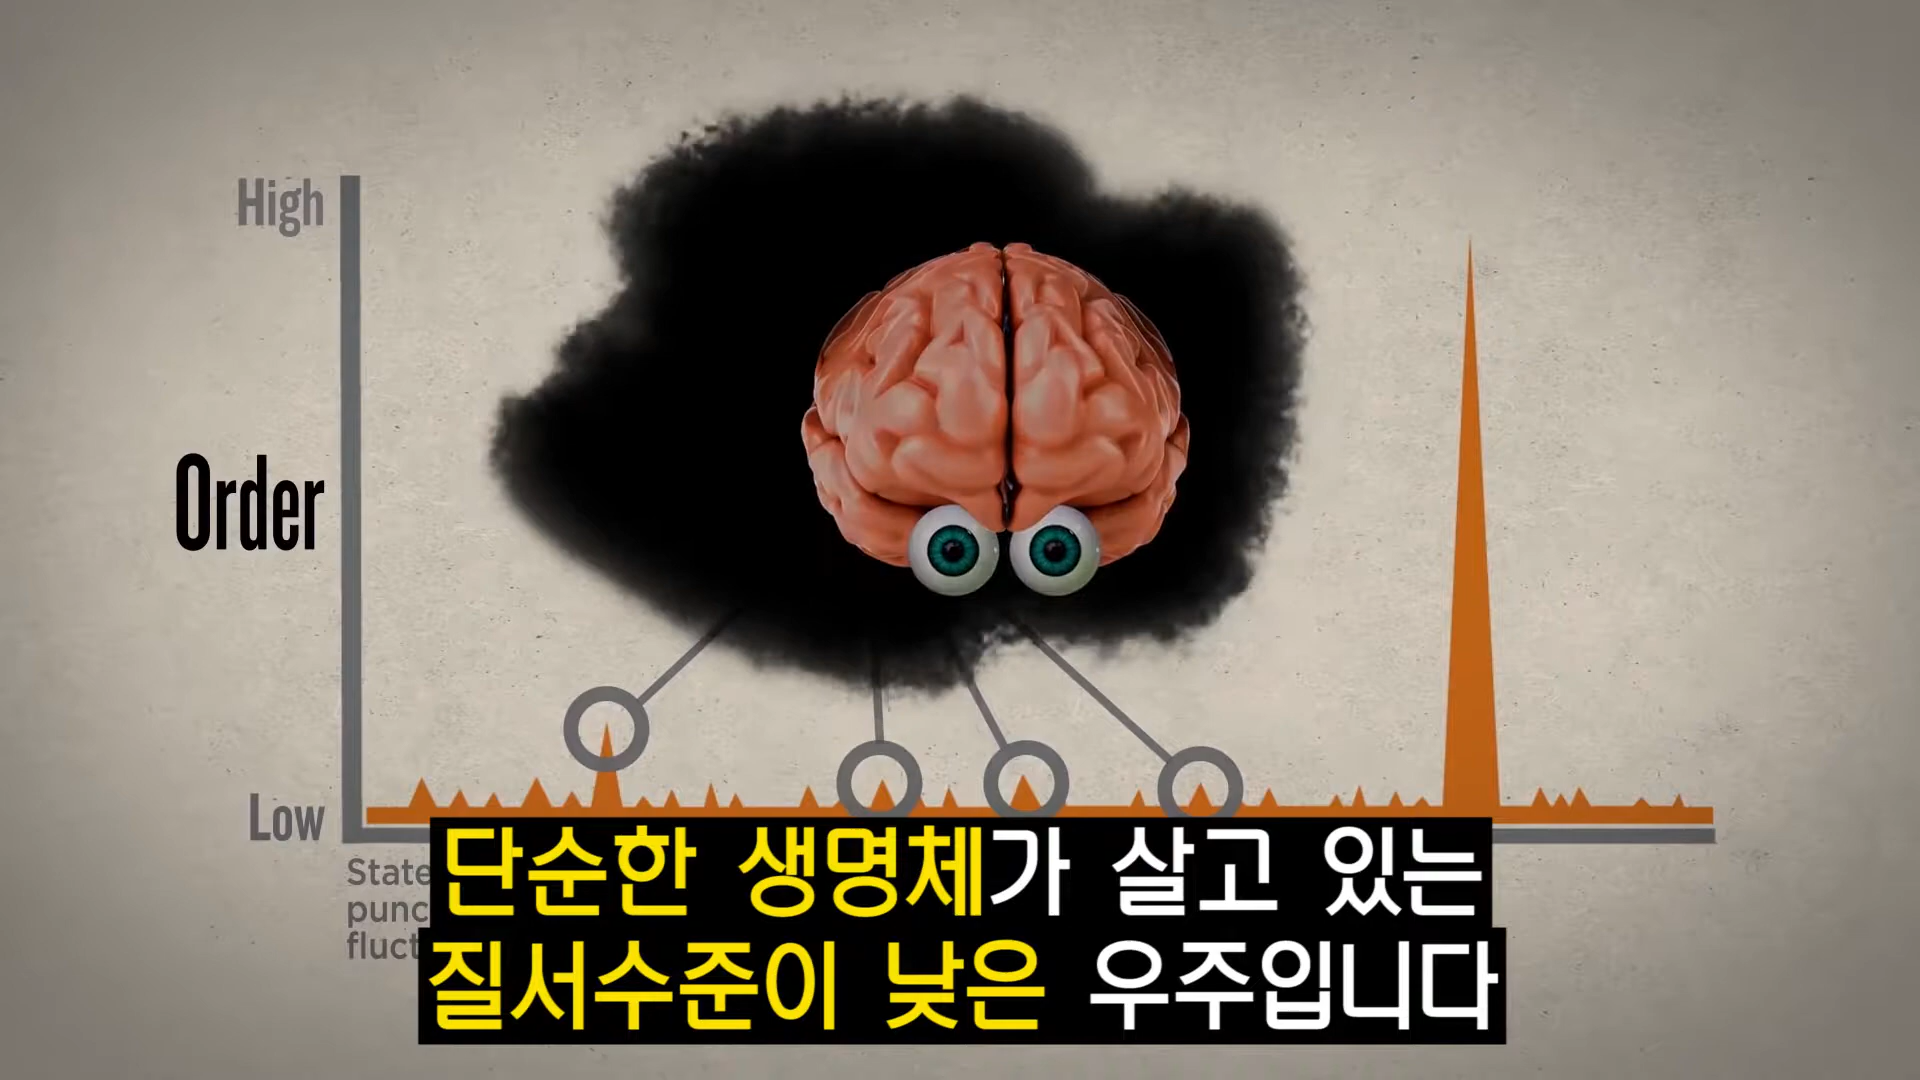 High
Order
Low
State
punc
fluct
단순한 생명체가 살고 있는
질서수준이 낮은 우주입니다